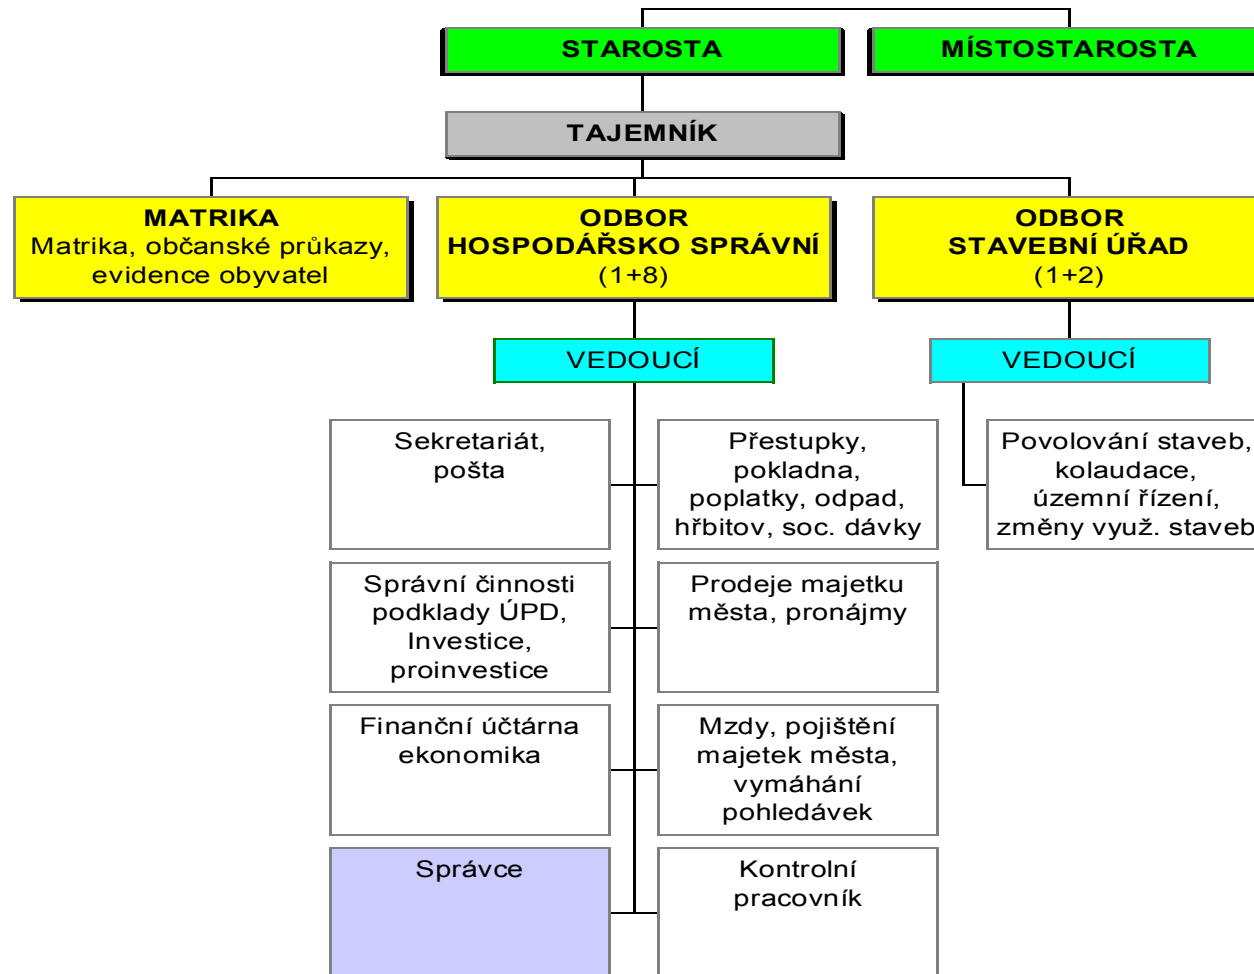 STAROSTA
MÍSTOSTAROSTA
TAJEMNÍK
MATRIKA
Matrika, občanské průkazy,
evidence obyvatel
ODBOR
HOSPODÁŘSKO SPRÁVNÍ
(1+8)
ODBOR
STAVEBNÍ ÚŘAD
(1+2)
VEDOUCÍ
VEDOUCÍ
Sekretariát,
pošta
Přestupky,
pokladna,
poplatky, odpad,
hřbitov, soc. dávky
Povolování staveb,
kolaudace,
územní řízení,
změny využ. staveb
Správní činnosti
podklady ÚPD,
Investice,
proinvestice
Prodeje majetku
města, pronájmy
Finanční účtárna
ekonomika
Mzdy, pojištění
majetek města,
vymáhání
pohledávek
Správce
Kontrolní
pracovník